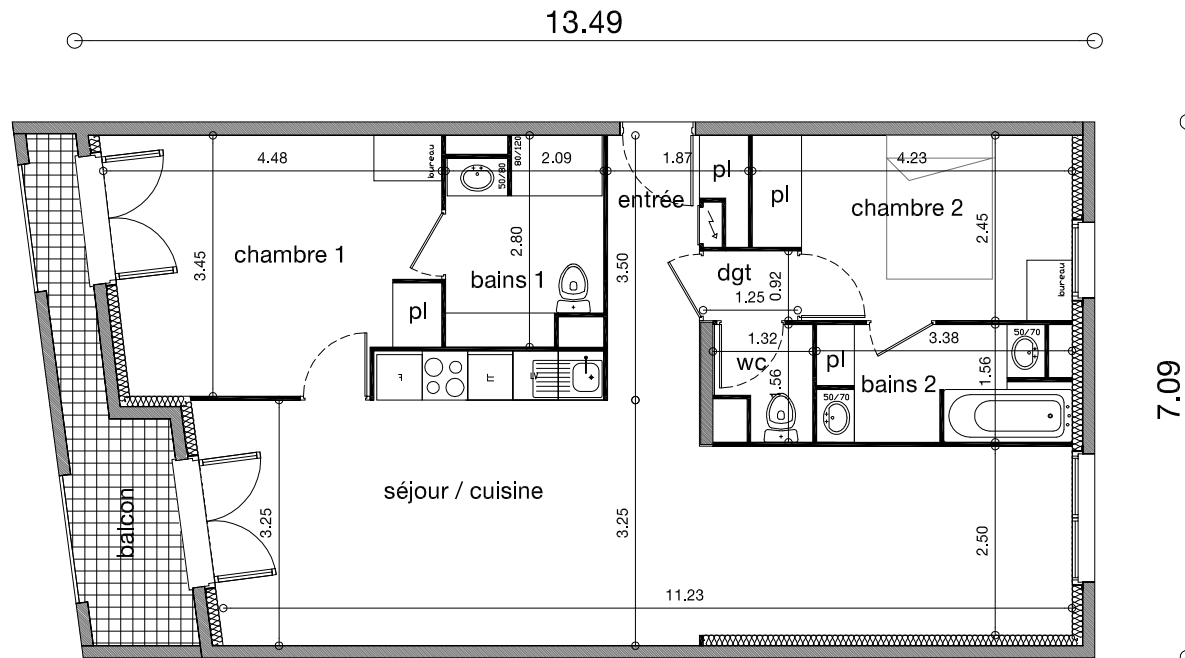 13.49
4.48
bureau
50/80
80/120
2.09
1.87
pl
pl
4.23
entrée
chambre 2
2.45
3.45
chambre 1
2.80
bains 1
3.50
dgt
1.25
0.92
bureau
pl
1.32
wc
1.56
pl
3.38
50/70
bains 2
1.56
50/70
F
LV
7.09
balcon
séjour / cuisine
3.25
3.25
2.50
11.23